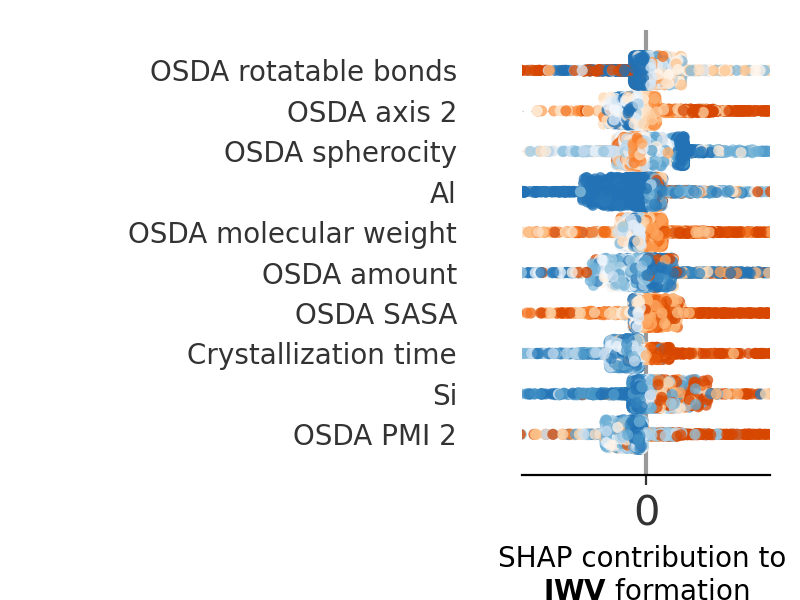 OSDA rotatable bonds
OSDA axis 2
OSDA spherocity
Al
OSDA molecular weight
OSDA amount
OSDA SASA
Crystallization time
Si
OSDA PMI 2
0
SHAP contribution to
IWV formation